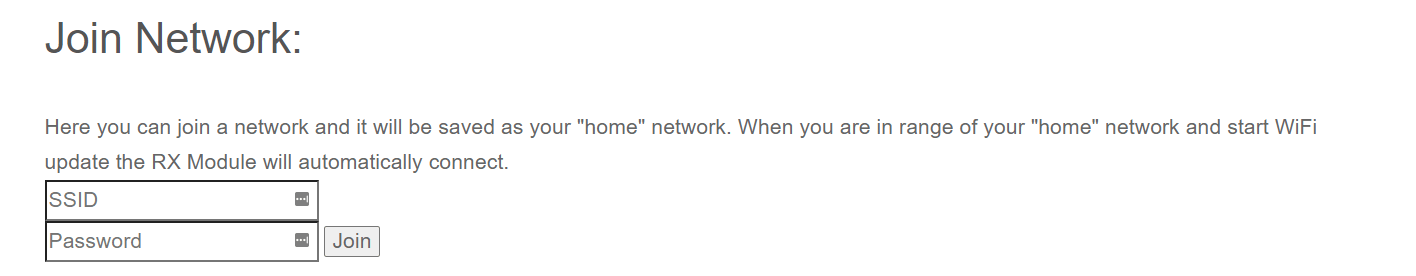 Join Network:
Here you can join a network and it will be saved as your "home" network. When you are in range of your "home" network and start WiFi
update the RX Module will automatically connect.
SSID
Password
Join